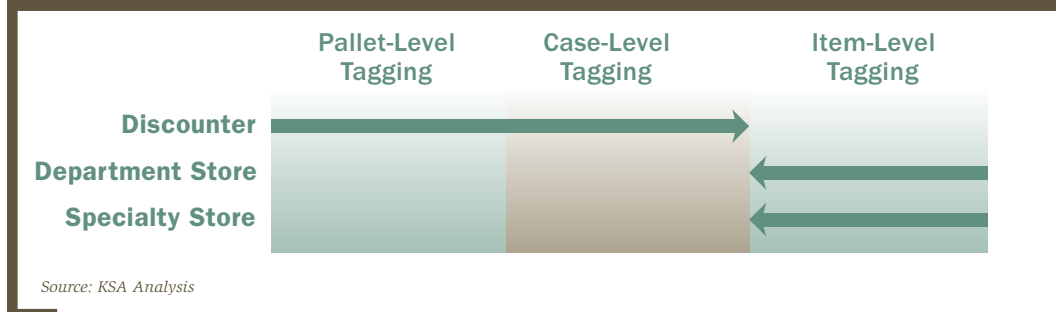 Pallet-Level
Tagging
Case-Level
Tagging
Item-Level
Tagging
Discounter
Department Store
Specialty Store
Source: KSA Analysis